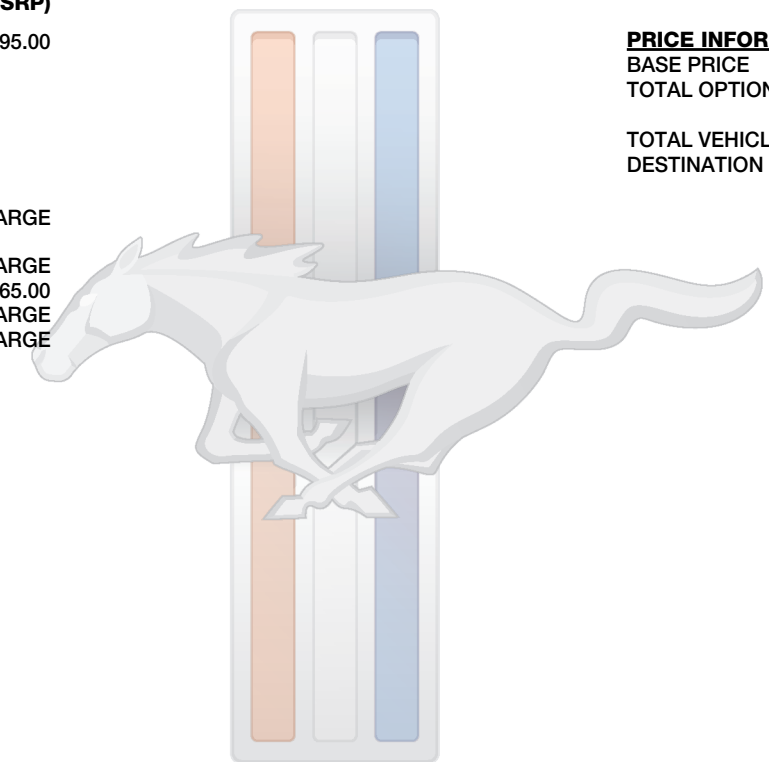 SRP)
95.00
ARGE
ARGE
65.00
ARGE
ARGE
PRICE INFOR
BASE PRICE
TOTAL OPTION
TOTAL VEHICL
DESTINATION